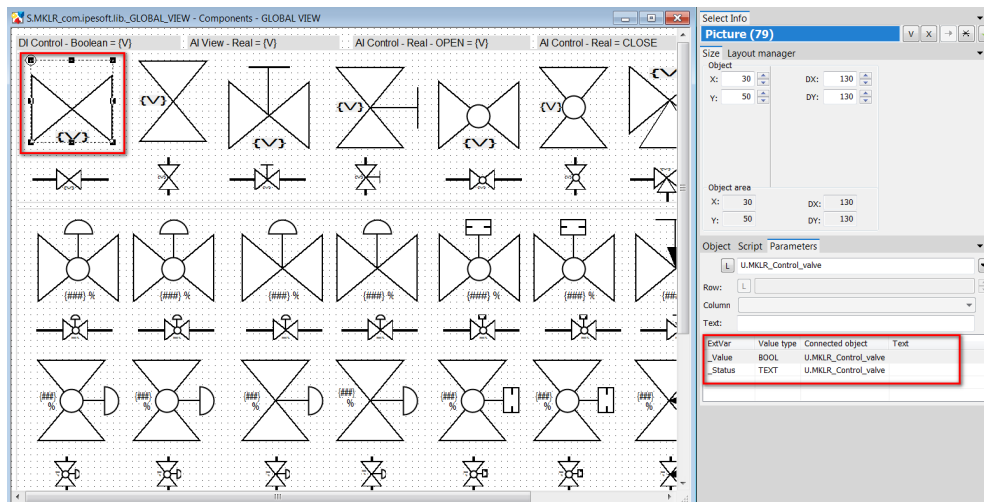 S.MKLR_com.ipesoft.lib._GLOBAL_VIEW - Components - GLOBAL VIEW
DI Control - Boolean = {V}
AI View - Real = {V}
AI Control - Real - OPEN = {V}
AI Control - Real = CLOSE
{V}
{V}
{V}
{V}
{V}
{V}
{###} %
{###} %
{###} %
{###} %
{###} %
{###} %
{##
{###}
%
{###}
%
{###}
%
{###}
%
{###}
%
{###}
%
{###}
%
Select Info
Picture (79)
V
X
Size Layout manager
Object
X: 30 DX: 130
Y: 50 DY: 130
Object area
X: 30 DX: 130
Y: 50 DY: 130
Object Script Parameters
L U.MKLR_Control_valve
Row: L
Column
Text:
ExtVar Value type Connected object Text
_Value BOOL U.MKLR_Control_valve
_Status TEXT U.MKLR_Control_valve